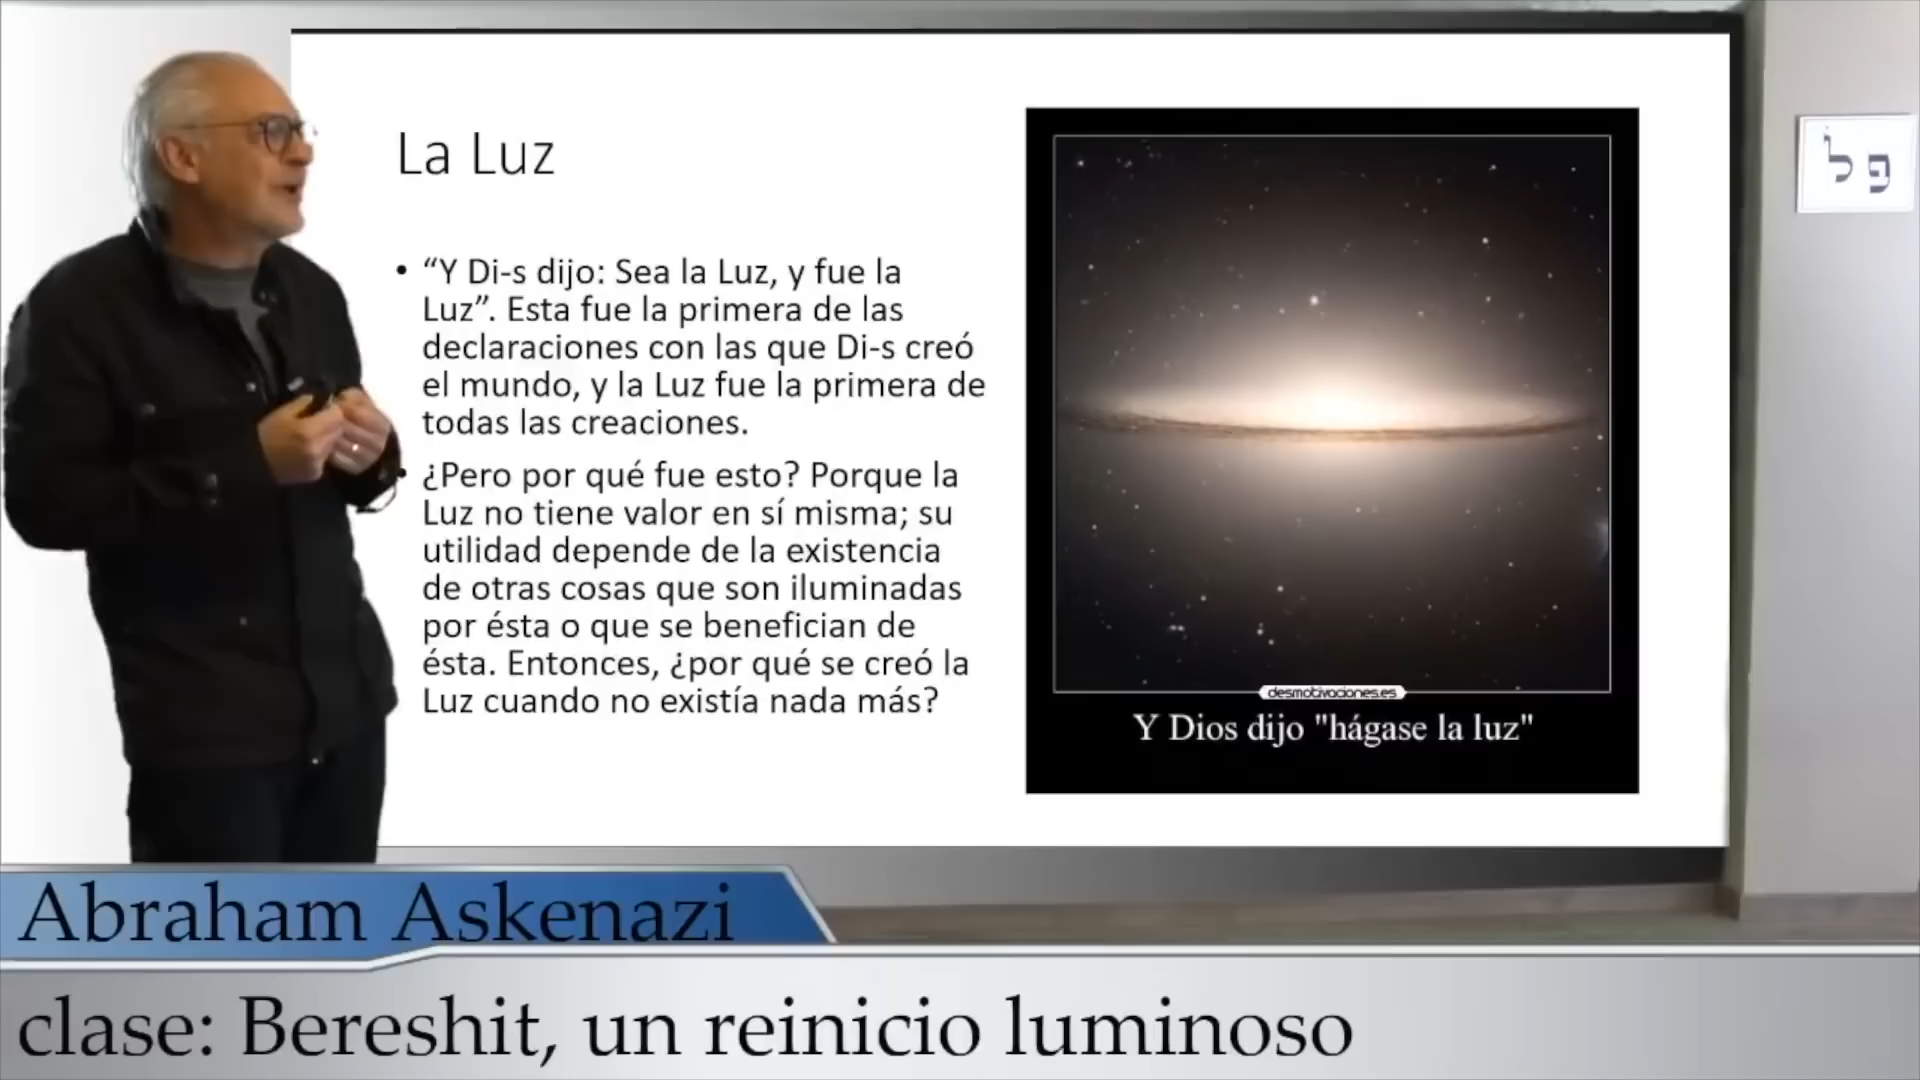 La Luz
• “Y Di-s dijo: Sea la Luz, y fue la
Luz”. Esta fue la primera de las
declaraciones con las que Di-s creó
el mundo, y la Luz fue la primera de
todas las creaciones.
• ¿Pero por qué fue esto? Porque la
Luz no tiene valor en sí misma; su
utilidad depende de la existencia
de otras cosas que son iluminadas
por ésta o que se benefician de
ésta. Entonces, ¿por qué se creó la
Luz cuando no existía nada más?
desmotivaciones.es
Y Dios dijo "hágase la luz"
פ לֹ
Abraham Askenazi
clase: Bereshit, un reinicio luminoso